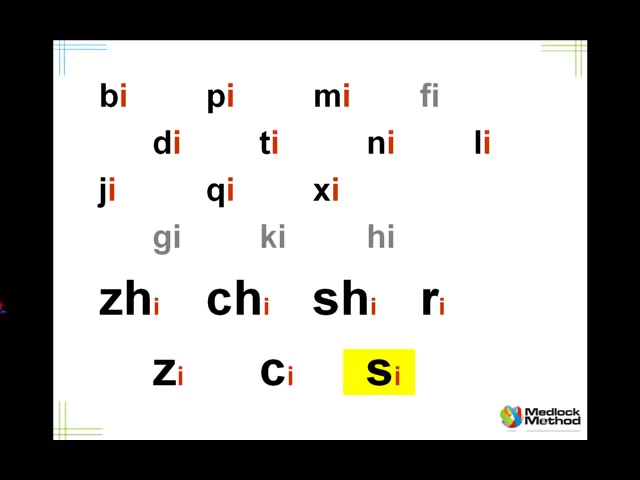 bi pi mi fi
di ti ni li
ji qi xi
gi ki hi
zhi chi shi ri
zi ci si
Medlock
Method